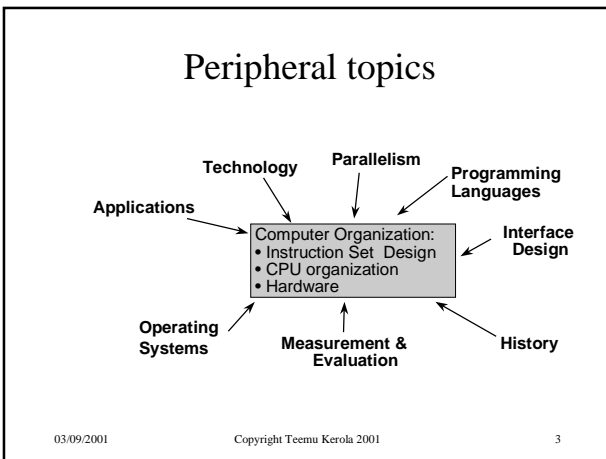 Peripheral topics
Technology
Parallelism
Programming
Languages
Applications
Interface
Design
Computer Organization:
• Instruction Set Design
• CPU organization
• Hardware
Operating
Systems
Measurement &
Evaluation
History
03/09/2001
Copyright Teemu Kerola 2001
3